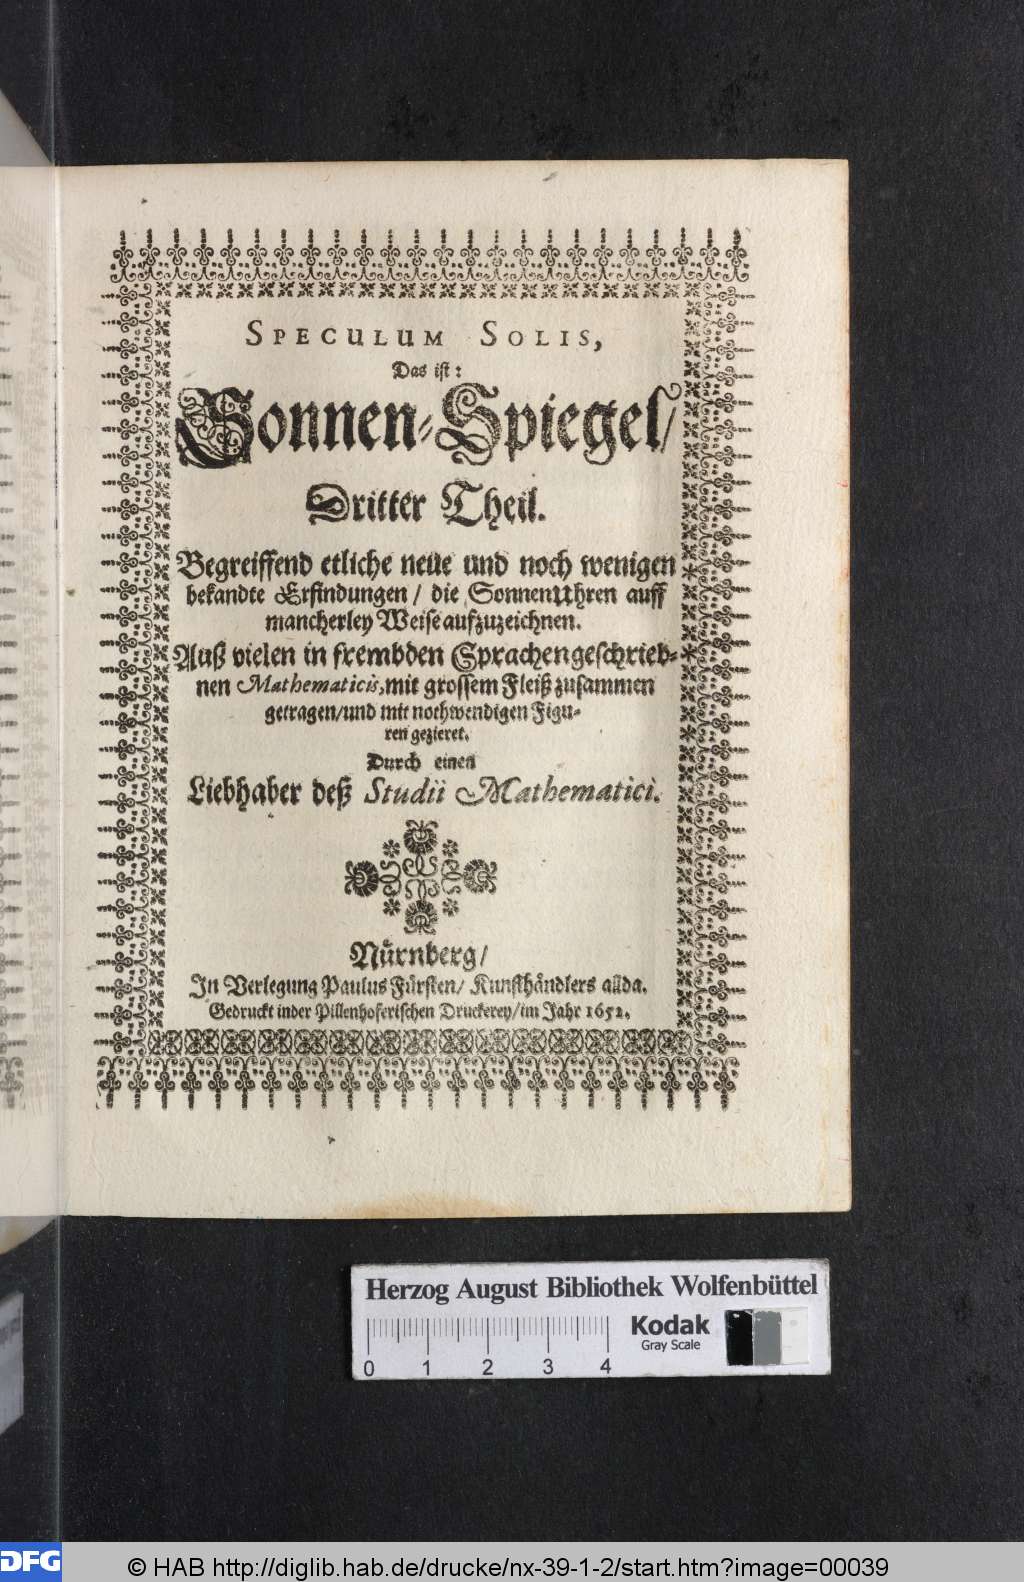 SPECULUM SOLIS,
Das ist:
Sonnen-Spiegel/
Dritter Theil.
Begreiffend etliche neue und noch wenigen
bekandte Erfindungen/ die SonnenUhren auff
mancherley Weise aufzuzeichnen.
Auß vielen in frembden Sprachen geschrieb-
nen Mathematicis, mit grossem Fleiß zusammen
getragen/und mit nochwendigen Figu-
ren gezieret.
Durch einen
Liebhaber deß Studii Mathematici.
Nürnberg/
In Verlegung Paulus Fürsten/ Kunsthändlers allda.
Gedruckt in der Pillenhoferischen Druckerey/im Jahr 1652.
Herzog August Bibliothek Wolfenbüttel
Kodak
Gray Scale
0 1 2 3 4
DFG © HAB http://diglib.hab.de/drucke/nx-39-1-2/start.htm?image=00039